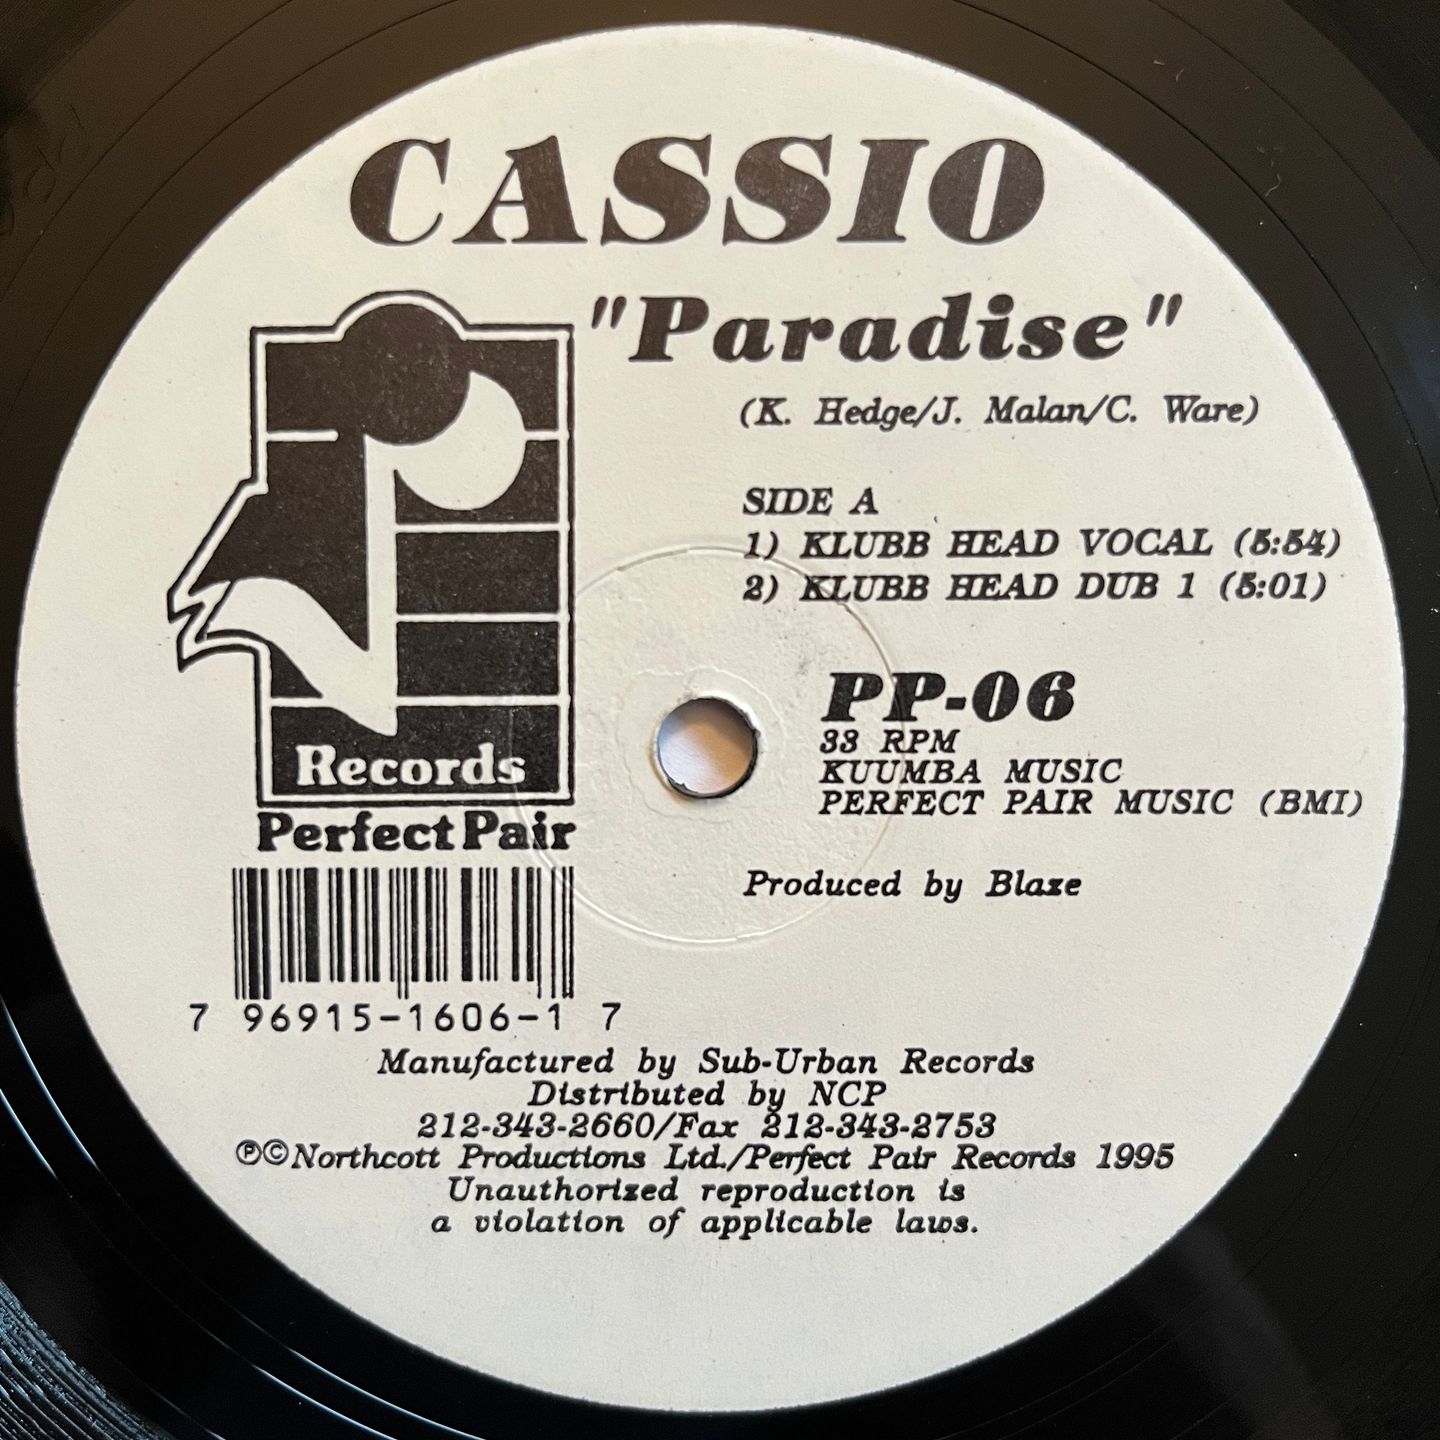 CASSIO
"Paradise"
(K. Hedge/J. Malan/C. Ware)
SIDE A
1) KLUBB HEAD VOCAL (5:54)
2) KLUBB HEAD DUB 1 (5:01)
PP-06
33 RPM
KUUMBA MUSIC
PERFECT PAIR MUSIC (BMI)
Produced by Blaze
Records
Perfect Pair
7 96915-1606-1 7
Manufactured by Sub-Urban Records
Distributed by NCP
212-343-2660/Fax 212-343-2753
℗©Northcott Productions Ltd./Perfect Pair Records 1995
Unauthorized reproduction is
a violation of applicable laws.